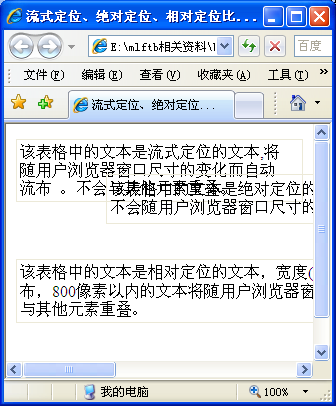 流式定位、绝对定位、相对定位比...
E:\mlftb相关资料\
百度
文件(F) 编辑(E) 查看(V) 收藏夹(A) 工具(T) »
流式定位、绝对定位...
该表格中的文本是流式定位的文本,将
随用户浏览器窗口尺寸的变化而自动
流布 。不会与其他元素重叠。
该表格中的文本是绝对定位的
不会随用户浏览器窗口尺寸的
该表格中的文本是相对定位的文本，宽度(
布，800像素以内的文本将随用户浏览器窗
与其他元素重叠。
我的电脑
100%